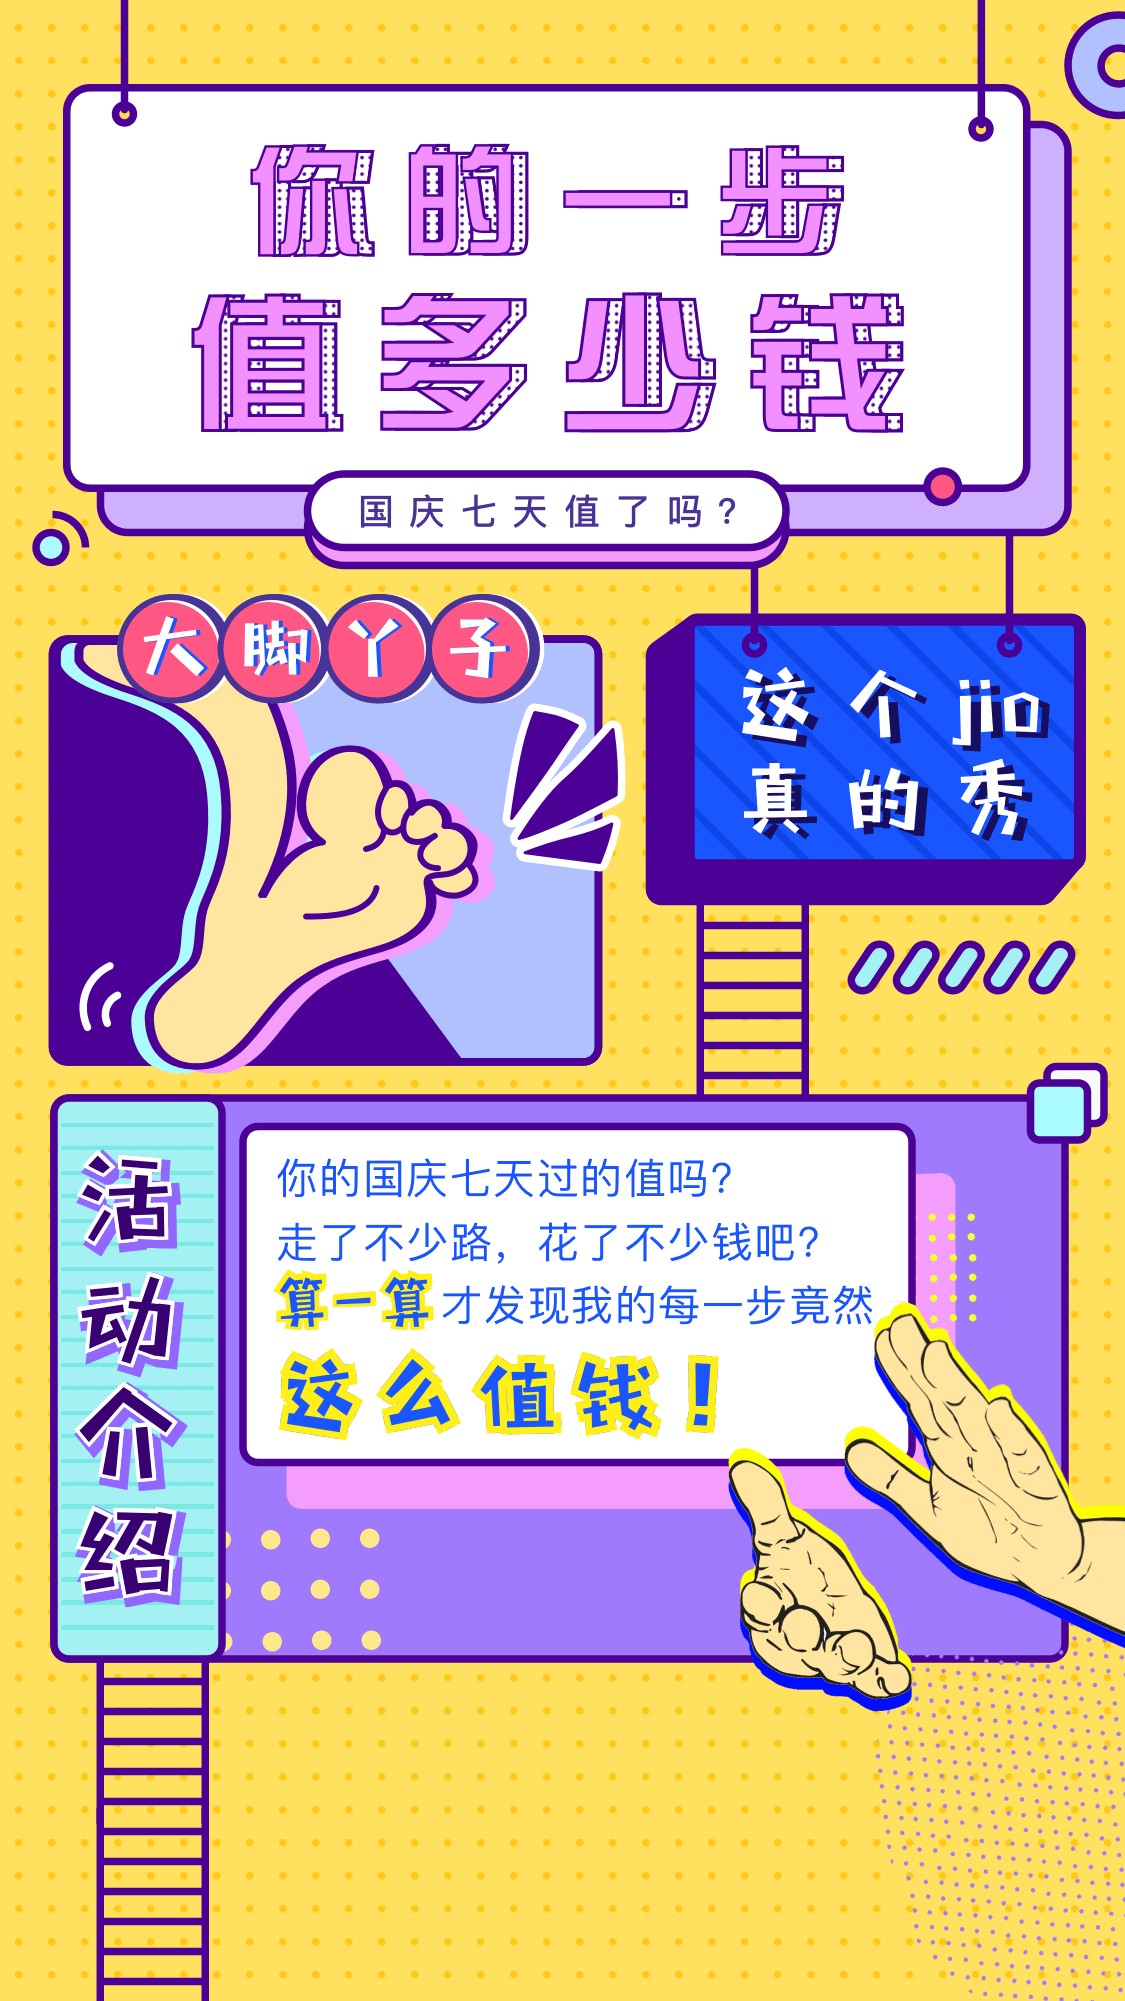 你的一步
值多少钱
国庆七天值了吗？
大脚丫子
这个jio
真的秀
活动介绍
你的国庆七天过的值吗？
走了不少路，花了不少钱吧？
算一算才发现我的每一步竟然
这么值钱！